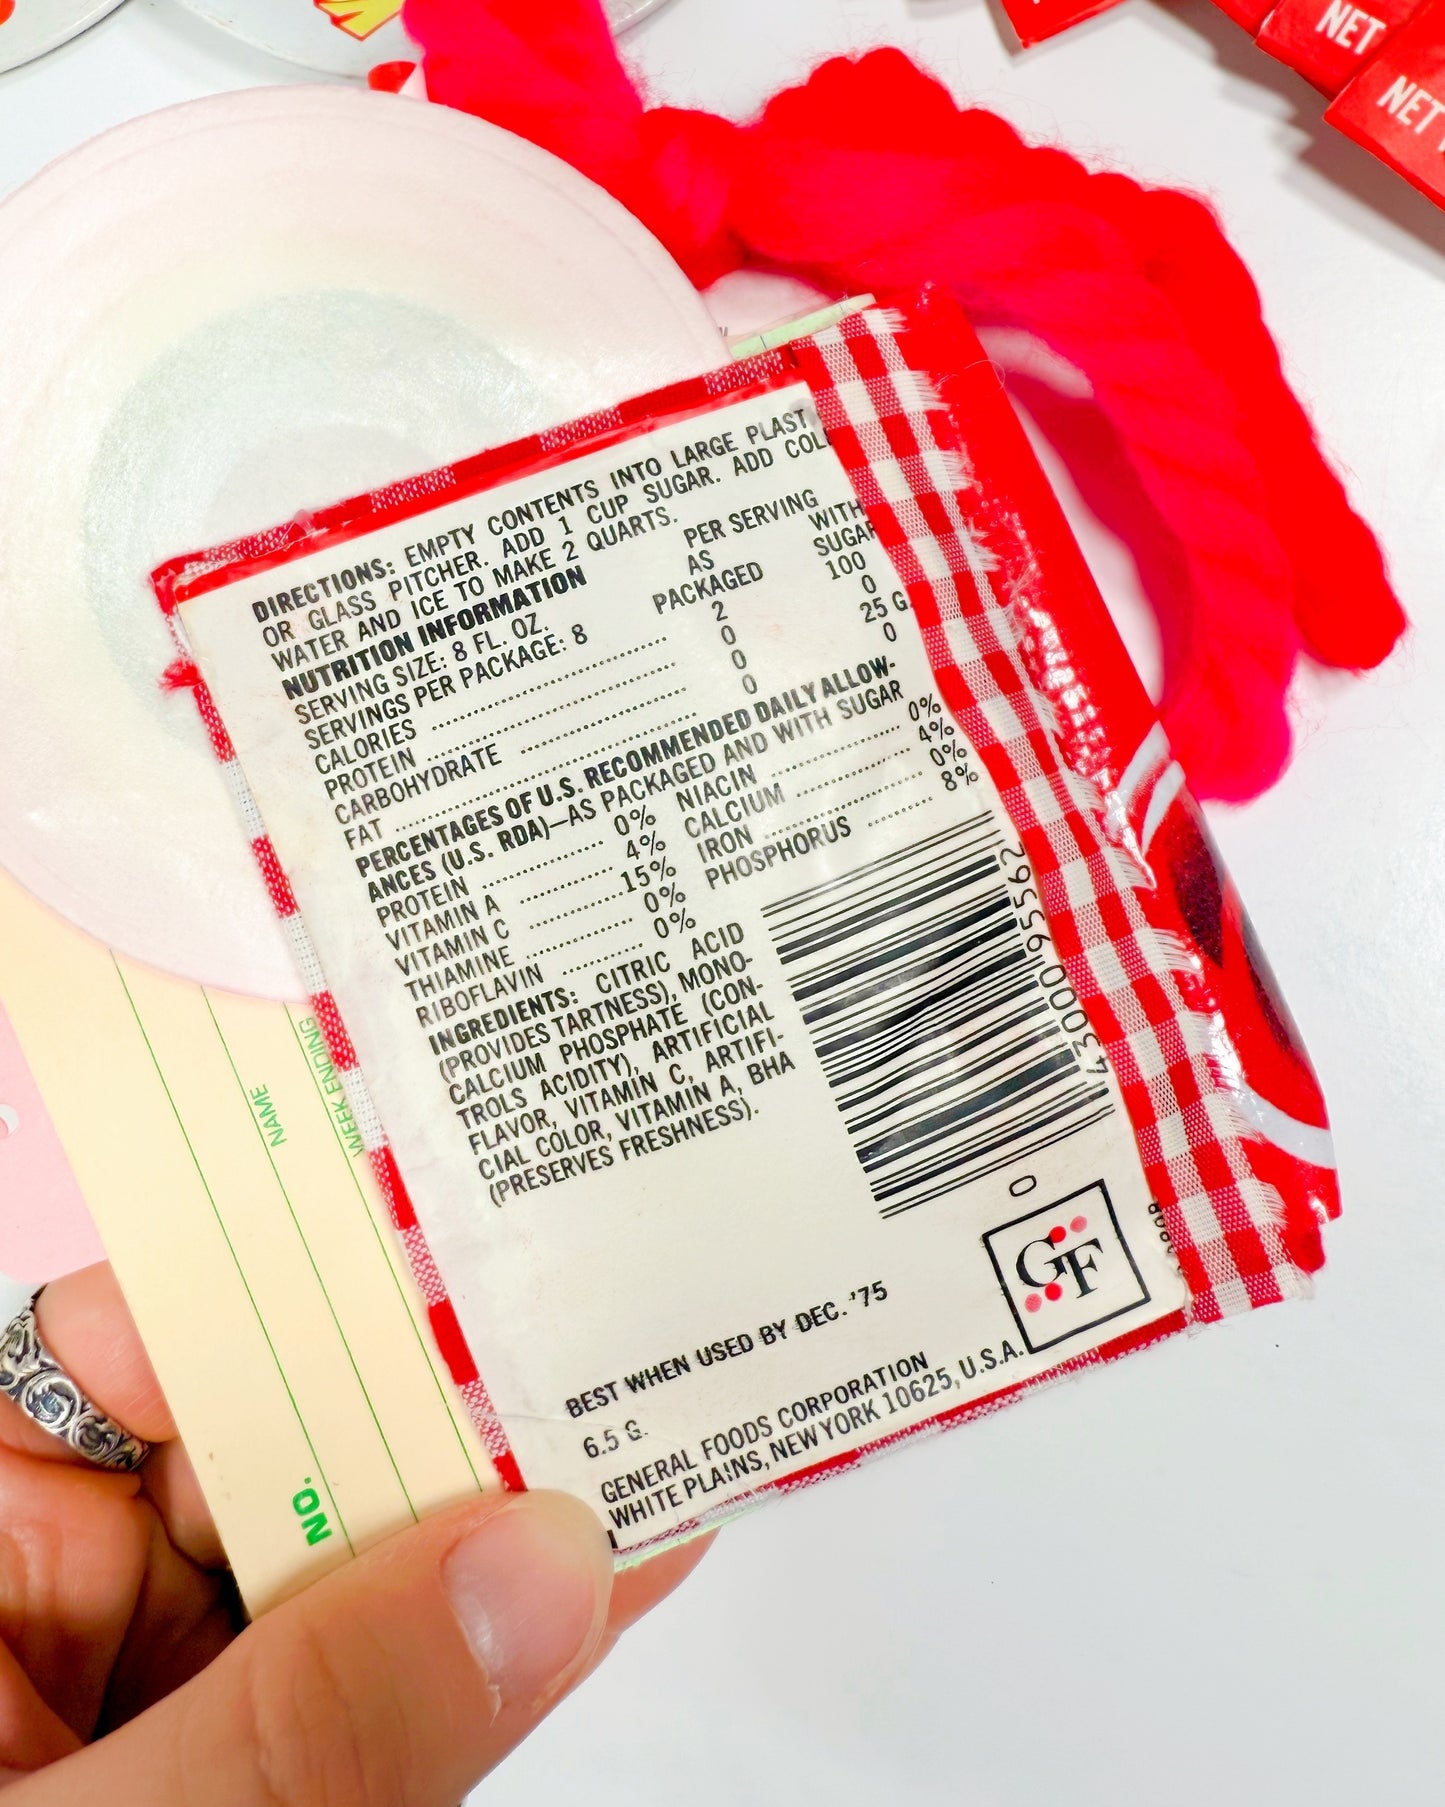 NET
NET
DIRECTIONS: EMPTY CONTENTS INTO LARGE PLAST
OR GLASS PITCHER. ADD 1 CUP SUGAR. ADD COL
WATER AND ICE TO MAKE 2 QUARTS.
NUTRITION INFORMATION PER SERVING
SERVING SIZE: 8 FL. OZ. AS WITH
SERVINGS PER PACKAGE: 8 PACKAGED SUGAR
CALORIES 2 100
PROTEIN 0 0
CARBOHYDRATE 0 25 G.
FAT 0 0
PERCENTAGES OF U.S. RECOMMENDED DAILY ALLOW-
ANCES (U.S. RDA)—AS PACKAGED AND WITH SUGAR
PROTEIN 0% NIACIN 0%
VITAMIN A 4% CALCIUM 4%
VITAMIN C 15% IRON 0%
THIAMINE 0% PHOSPHORUS 8%
RIBOFLAVIN 0%
INGREDIENTS: CITRIC ACID
(PROVIDES TARTNESS), MONO-
CALCIUM PHOSPHATE (CON-
TROLS ACIDITY), ARTIFICIAL
FLAVOR, VITAMIN C, ARTIFI-
CIAL COLOR, VITAMIN A, BHA
(PRESERVES FRESHNESS).
43000 95562
0
GF
BEST WHEN USED BY DEC. '75
6.5 G.
GENERAL FOODS CORPORATION
WHITE PLAINS, NEW YORK 10625, U.S.A.
WEEK ENDING
NAME
NO.